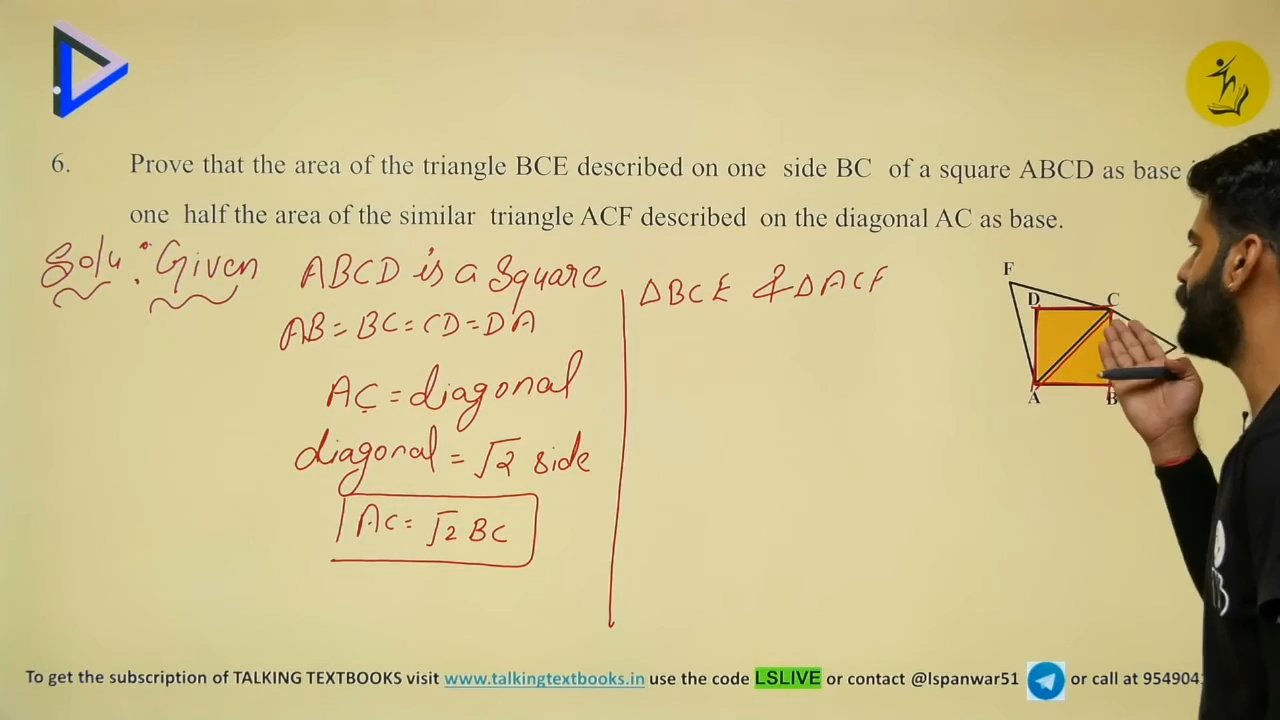 6. Prove that the area of the triangle BCE described on one side BC of a square ABCD as base
one half the area of the similar triangle ACF described on the diagonal AC as base.
Solu : Given ABCD is a Square
AB = BC = CD = DA
AC = diagonal
diagonal = √2 side
AC = √2 BC
△BCE & △ACF
F
D C
A B
To get the subscription of TALKING TEXTBOOKS visit www.talkingtextbooks.in use the code LSLIVE or contact @lspanwar51 or call at 954904